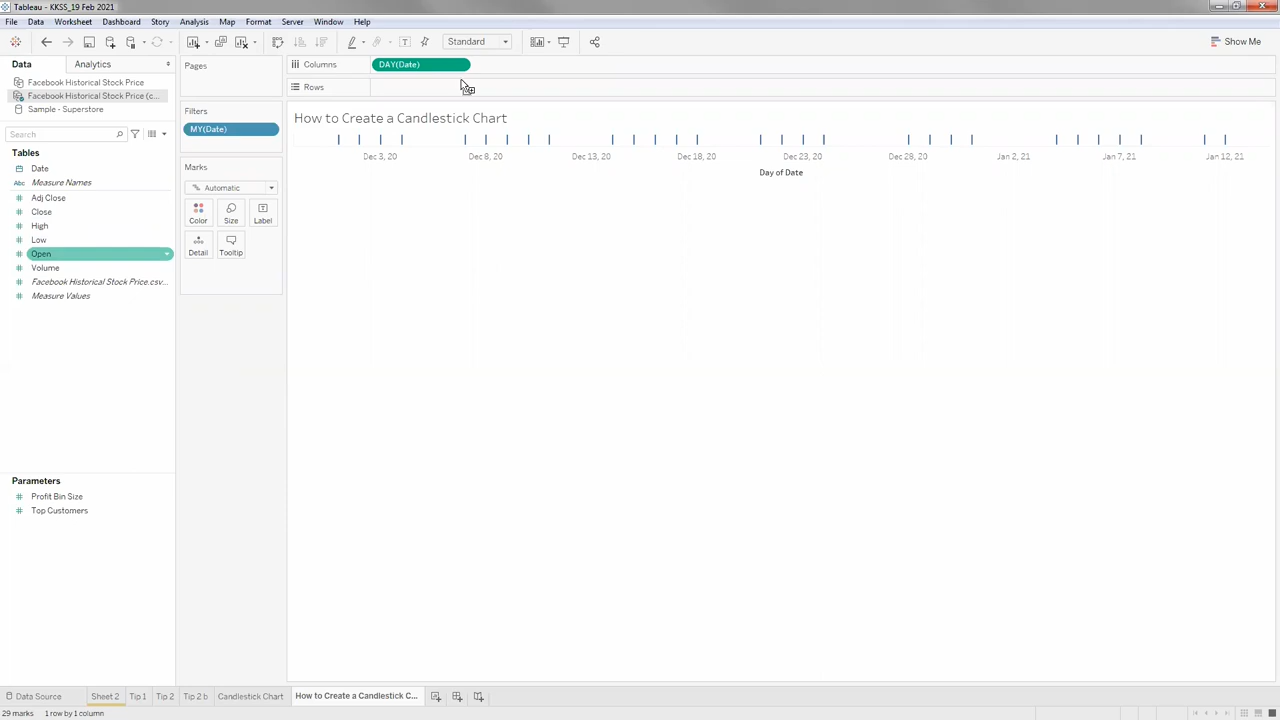 Tableau - KKSS_19 Feb 2021
File Data Worksheet Dashboard Story Analysis Map Format Server Window Help
Standard
Show Me
Data Analytics
Facebook Historical Stock Price
Facebook Historical Stock Price (c...
Sample - Superstore
Search
Tables
Date
Abc Measure Names
Adj Close
Close
High
Low
Open
Volume
Facebook Historical Stock Price.csv...
Measure Values
Parameters
Profit Bin Size
Top Customers
Pages
Filters
MY(Date)
Marks
Automatic
Color Size Label
Detail Tooltip
Columns DAY(Date)
Rows
How to Create a Candlestick Chart
Dec 3, 20 Dec 8, 20 Dec 13, 20 Dec 18, 20 Dec 23, 20 Dec 28, 20 Jan 2, 21 Jan 7, 21 Jan 12, 21
Day of Date
Data Source Sheet 2 Tip 1 Tip 2 Tip 2 b Candlestick Chart How to Create a Candlestick C...
29 marks 1 row by 1 column